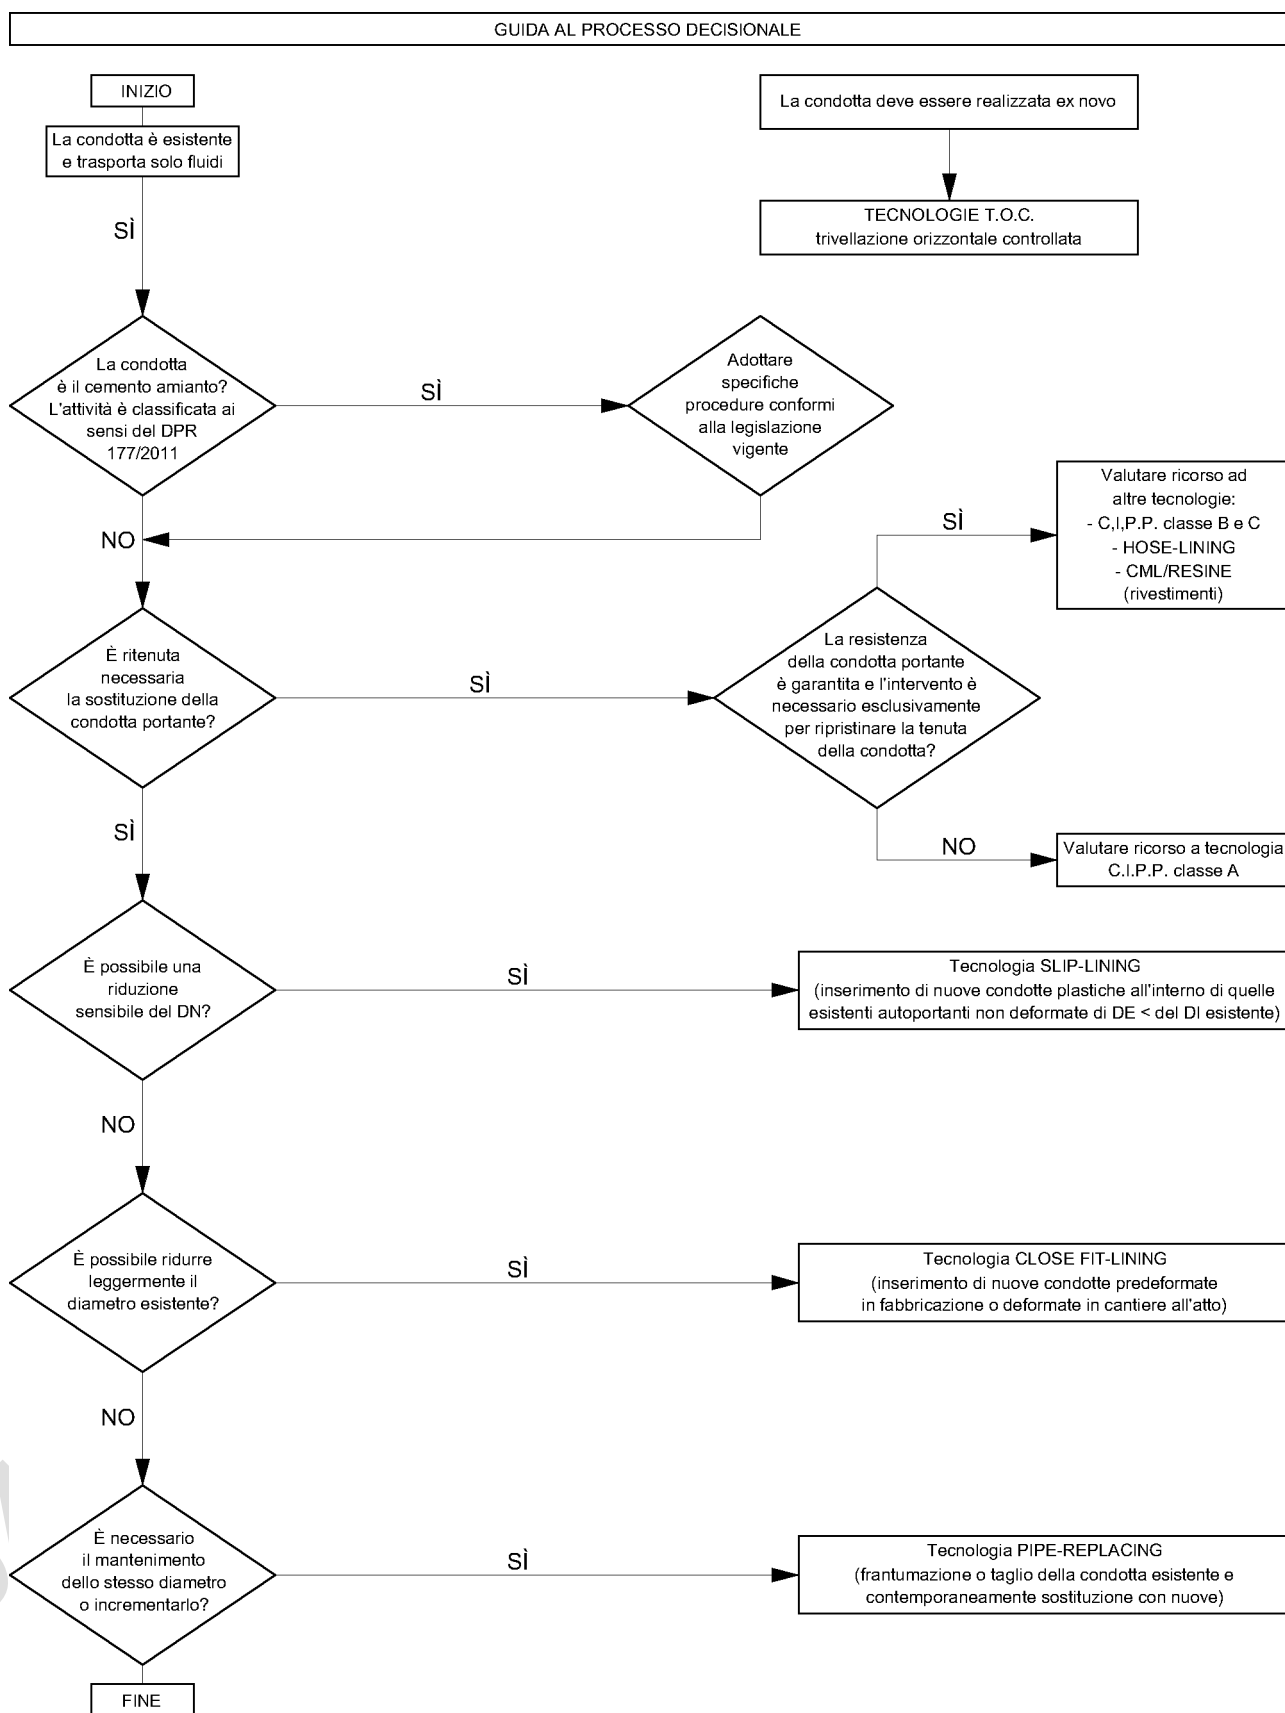 GUIDA AL PROCESSO DECISIONALE
INIZIO
La condotta è esistente
e trasporta solo fluidi
La condotta deve essere realizzata ex novo
TECNOLOGIE T.O.C.
trivellazione orizzontale controllata
SÌ
La condotta
è il cemento amianto?
L'attività è classificata ai
sensi del DPR
177/2011
SÌ
Adottare
specifiche
procedure conformi
alla legislazione
vigente
NO
È ritenuta
necessaria
la sostituzione della
condotta portante?
SÌ
La resistenza
della condotta portante
è garantita e l'intervento è
necessario esclusivamente
per ripristinare la tenuta
della condotta?
SÌ
Valutare ricorso ad
altre tecnologie:
- C,I,P.P. classe B e C
- HOSE-LINING
- CML/RESINE
(rivestimenti)
NO
Valutare ricorso a tecnologia
C.I.P.P. classe A
SÌ
È possibile una
riduzione
sensibile del DN?
SÌ
Tecnologia SLIP-LINING
(inserimento di nuove condotte plastiche all'interno di quelle
esistenti autoportanti non deformate di DE < del DI esistente)
NO
È possibile ridurre
leggermente il
diametro esistente?
SÌ
Tecnologia CLOSE FIT-LINING
(inserimento di nuove condotte predeformate
in fabbricazione o deformate in cantiere all'atto)
NO
È necessario
il mantenimento
dello stesso diametro
o incrementarlo?
SÌ
Tecnologia PIPE-REPLACING
(frantumazione o taglio della condotta esistente e
contemporaneamente sostituzione con nuove)
FINE